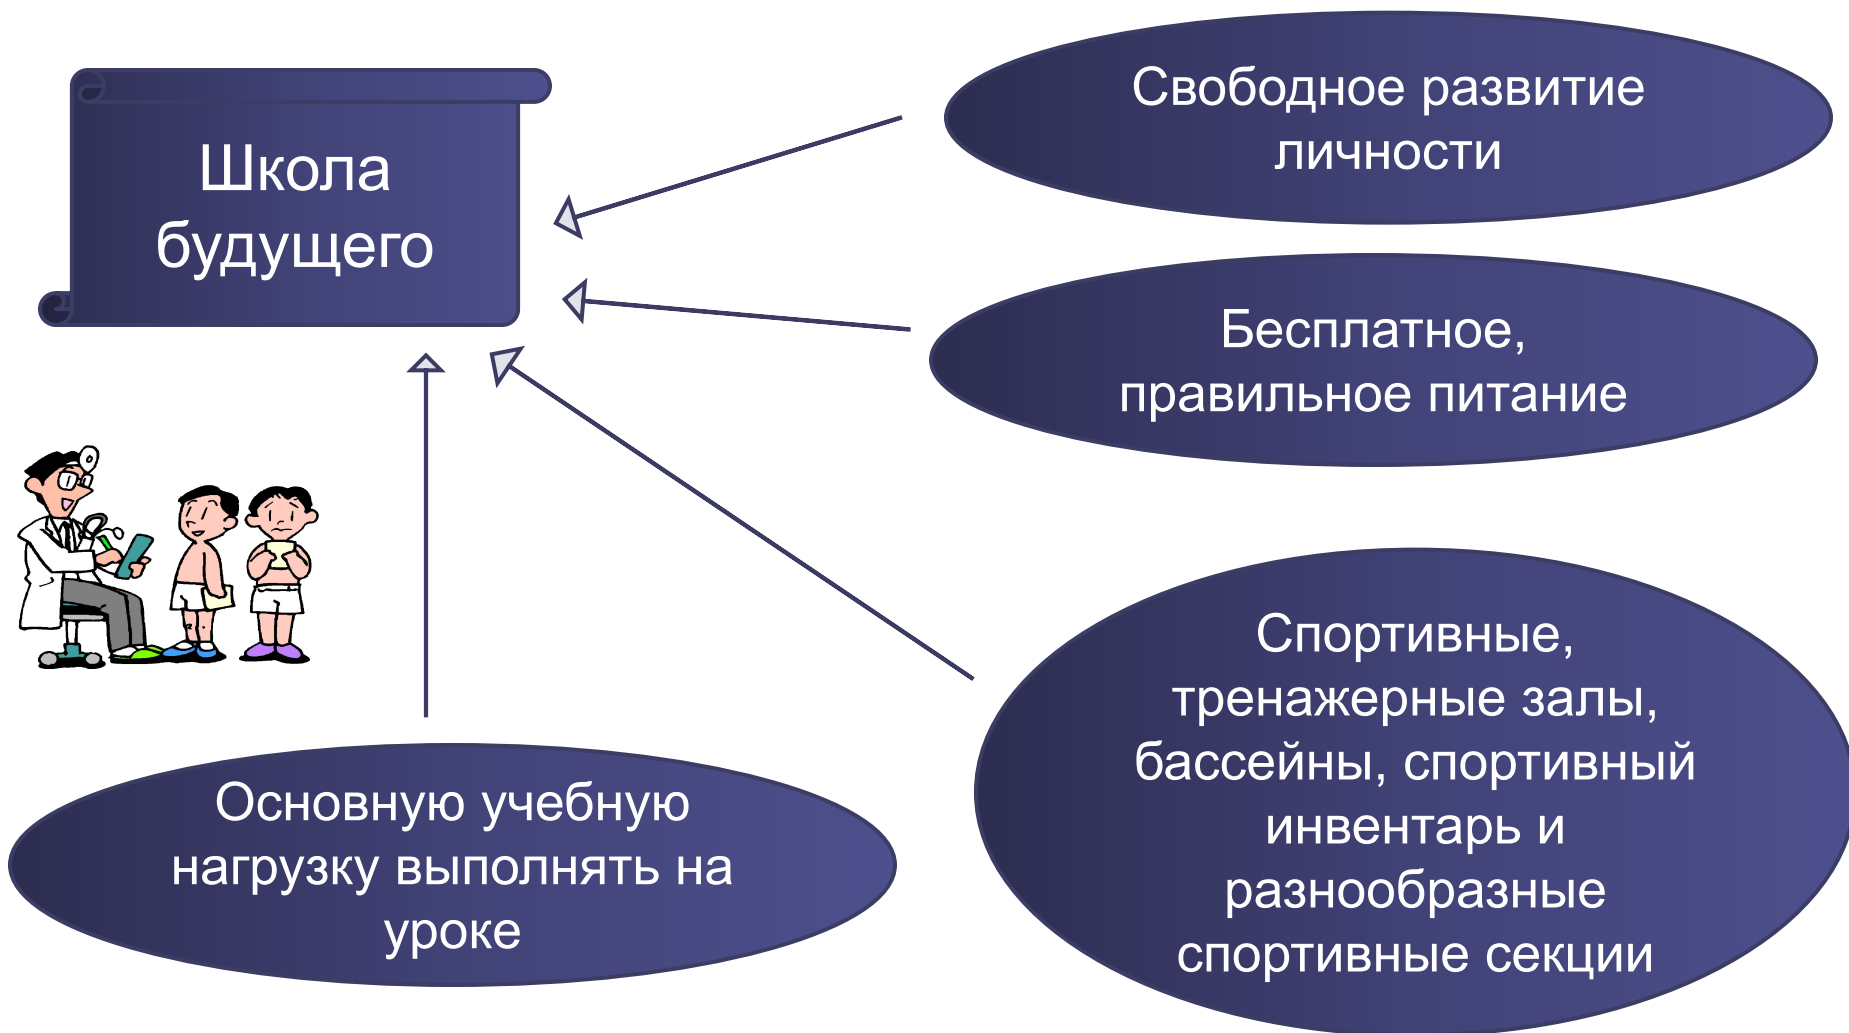 Школа
будущего
Свободное развитие
личности
Бесплатное,
правильное питание
Спортивные,
тренажерные залы,
бассейны, спортивный
инвентарь и
разнообразные
спортивные секции
Основную учебную
нагрузку выполнять на
уроке